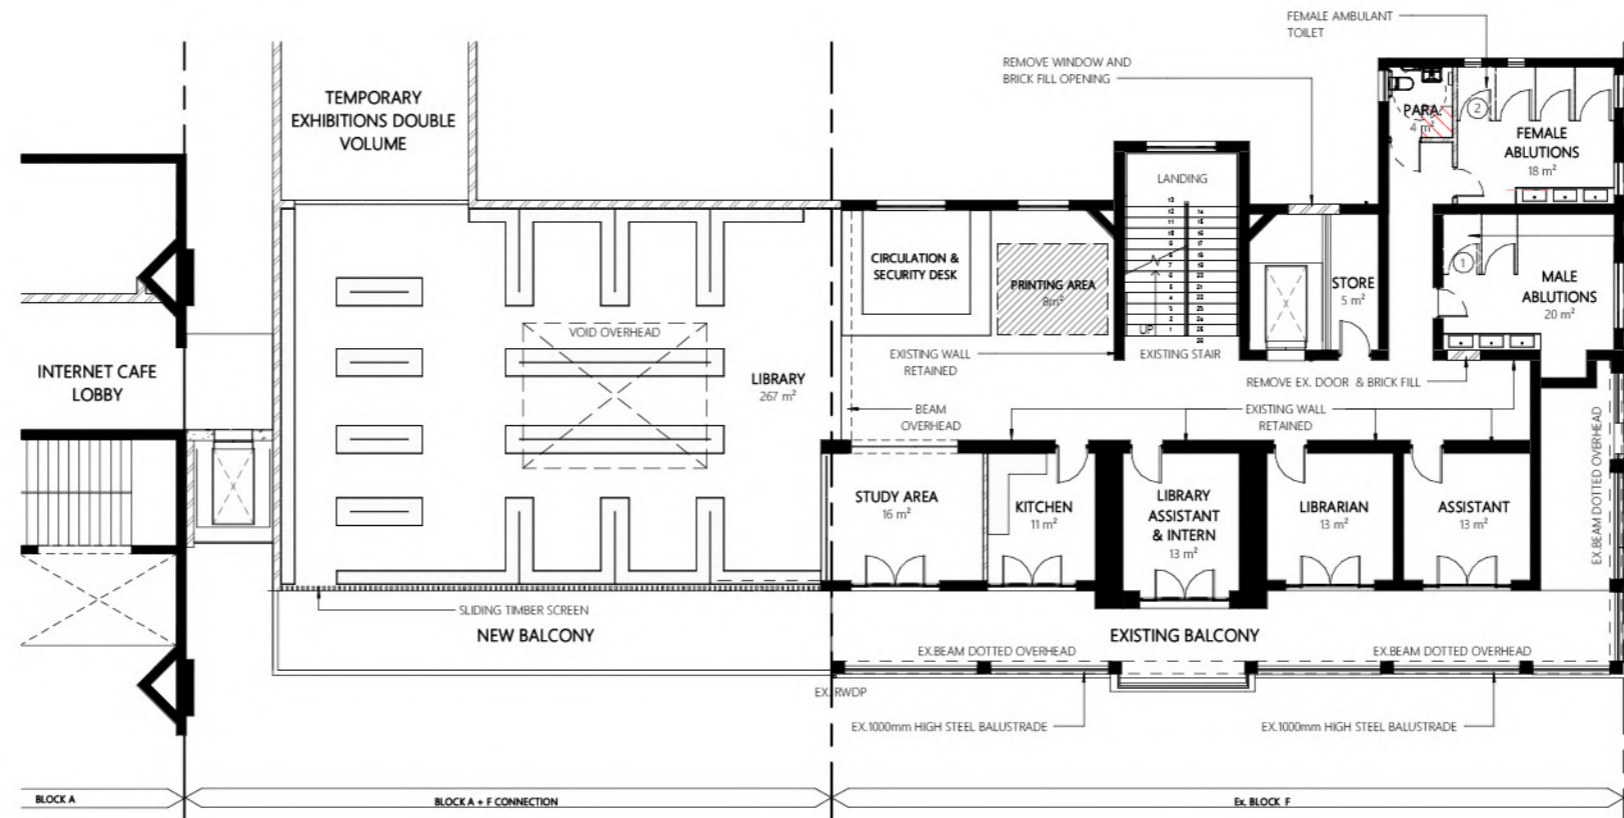 FEMALE AMBULANT
TOILET
REMOVE WINDOW AND
BRICK FILL OPENING
TEMPORARY
EXHIBITIONS DOUBLE
VOLUME
PARA.
4 m²
2
FEMALE
ABLUTIONS
18 m²
LANDING
CIRCULATION &
SECURITY DESK
PRINTING AREA
8m²
UP
EXISTING STAIR
X
STORE
5 m²
1
MALE
ABLUTIONS
20 m²
VOID OVERHEAD
INTERNET CAFE
LOBBY
LIBRARY
267 m²
EXISTING WALL
RETAINED
REMOVE EX. DOOR & BRICK FILL
BEAM
OVERHEAD
EXISTING WALL
RETAINED
EX.BEAM DOTTED OVERHEAD
X
STUDY AREA
16 m²
KITCHEN
11 m²
LIBRARY
ASSISTANT
& INTERN
13 m²
LIBRARIAN
13 m²
ASSISTANT
13 m²
SLIDING TIMBER SCREEN
NEW BALCONY
EXISTING BALCONY
EX.BEAM DOTTED OVERHEAD
EX.BEAM DOTTED OVERHEAD
EX. RWDP
EX.1000mm HIGH STEEL BALUSTRADE
EX.1000mm HIGH STEEL BALUSTRADE
BLOCK A
BLOCK A + F CONNECTION
Ex. BLOCK F